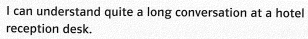 I can understand quite a long conversation at a hotel
reception desk.